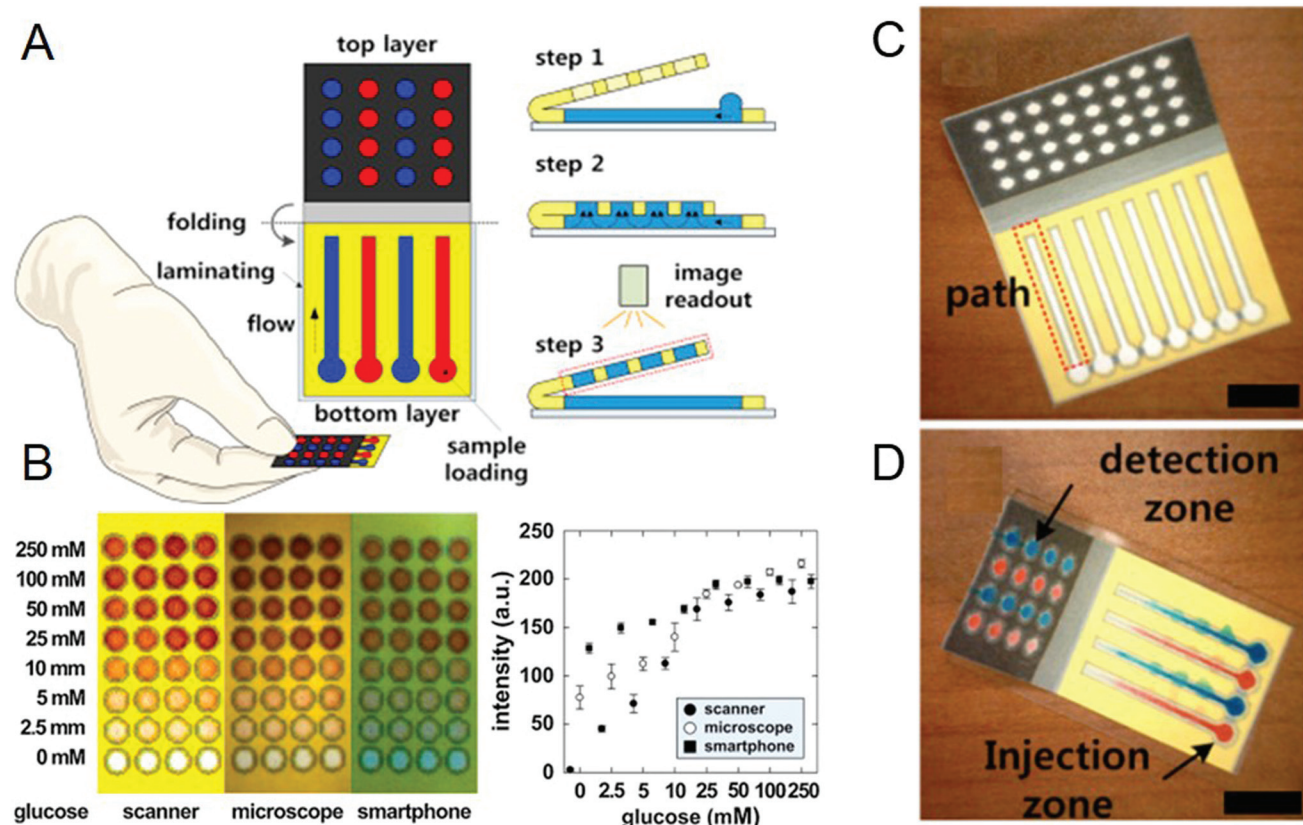 A
top layer
folding
laminating
flow
bottom layer
sample
loading
step 1
step 2
image
readout
step 3
B
250 mM
100 mM
50 mM
25 mM
10 mm
5 mM
2.5 mm
0 mM
glucose
scanner
microscope
smartphone
intensity (a.u.)
250
200
150
100
50
0
scanner
microscope
smartphone
0 2.5 5 10 25 50 100 250
glucose (mM)
C
path
D
detection
zone
Injection
zone